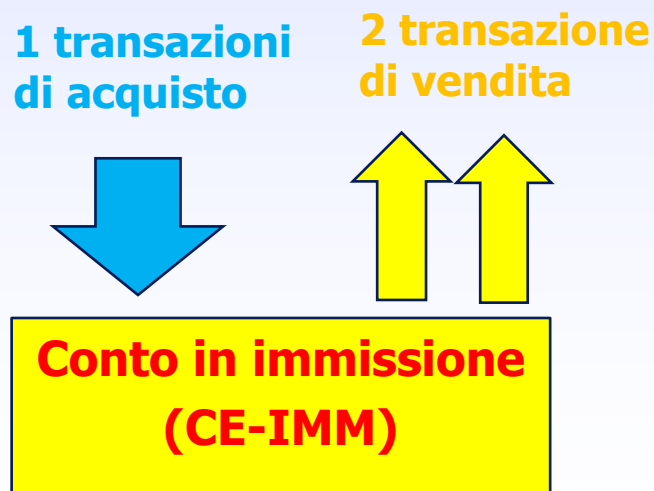 1 transazioni
di acquisto
2 transazione
di vendita
Conto in immissione
(CE-IMM)